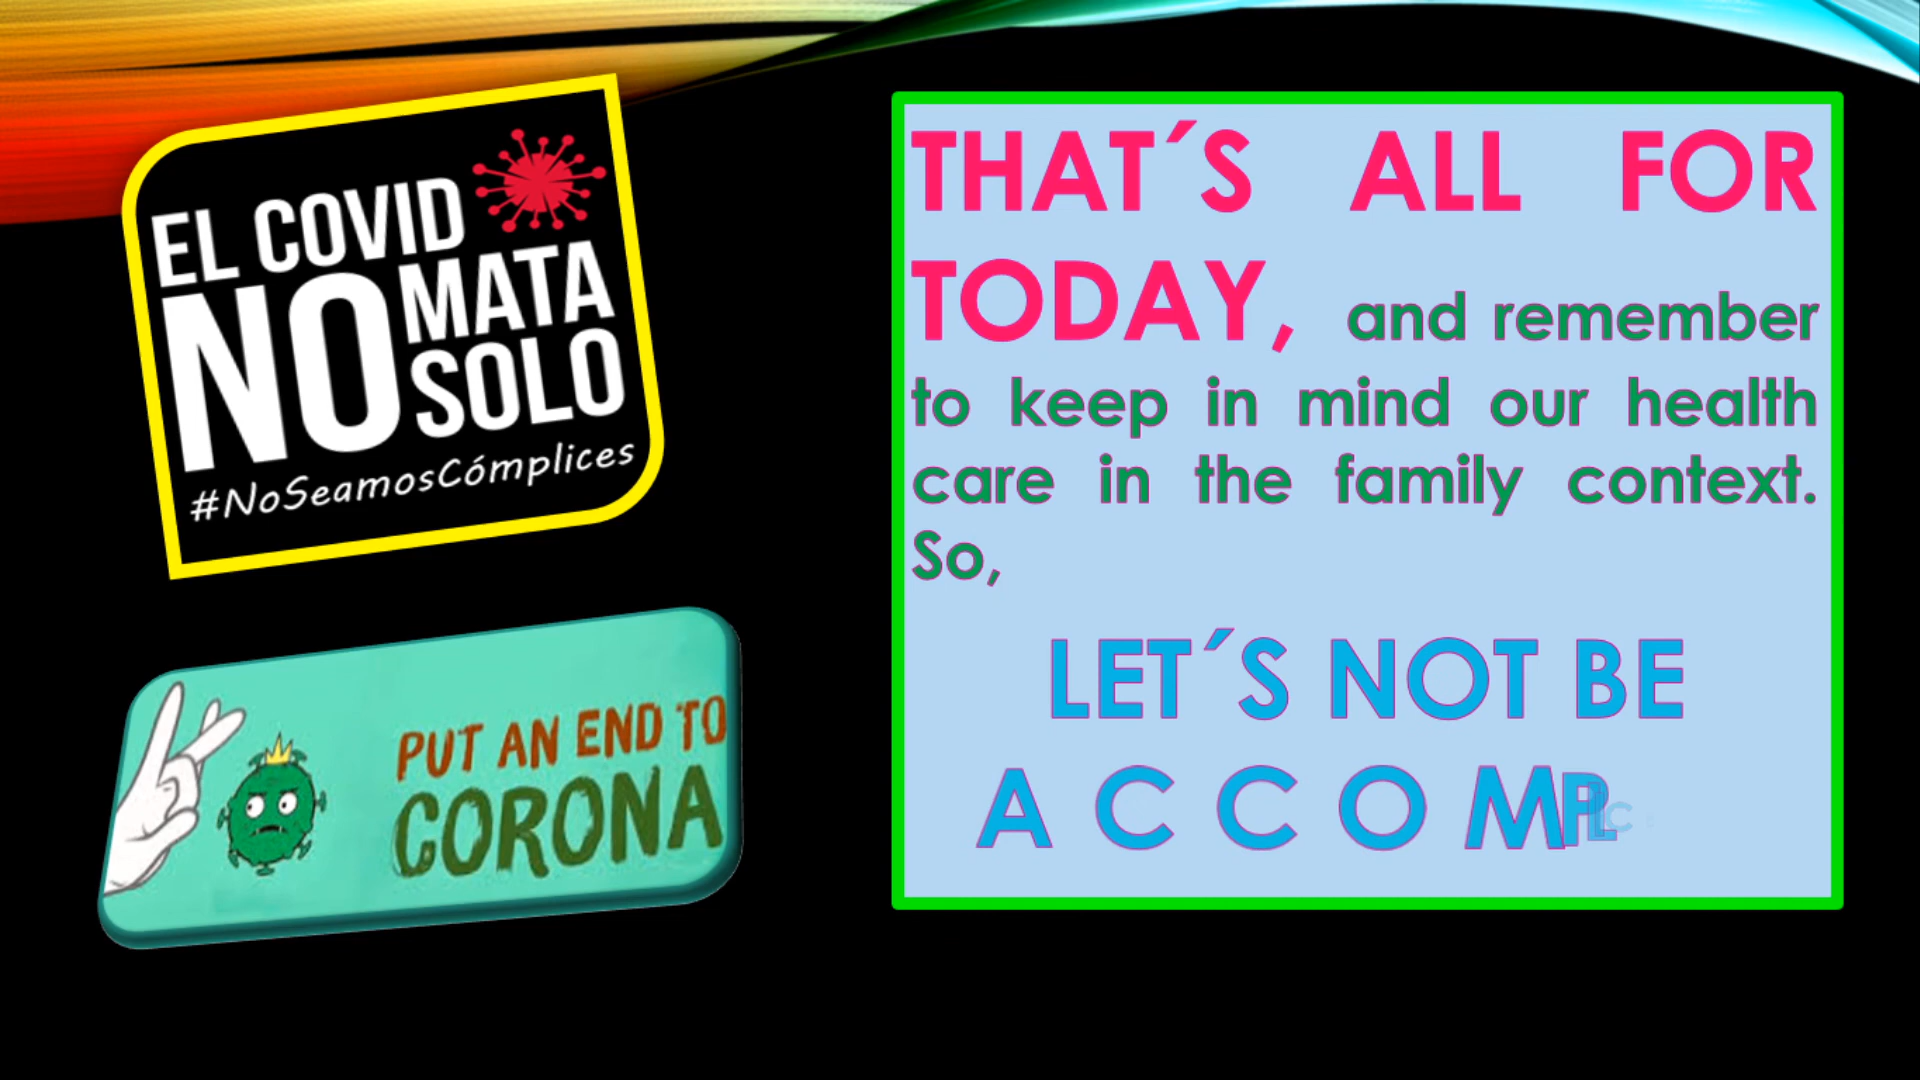 EL COVID
NO MATA
SOLO
#NoSeamosCómplices
PUT AN END TO
CORONA
THAT´S ALL FOR
TODAY, and remember
to keep in mind our health
care in the family context.
So,
LET´S NOT BE
A C C O M P L